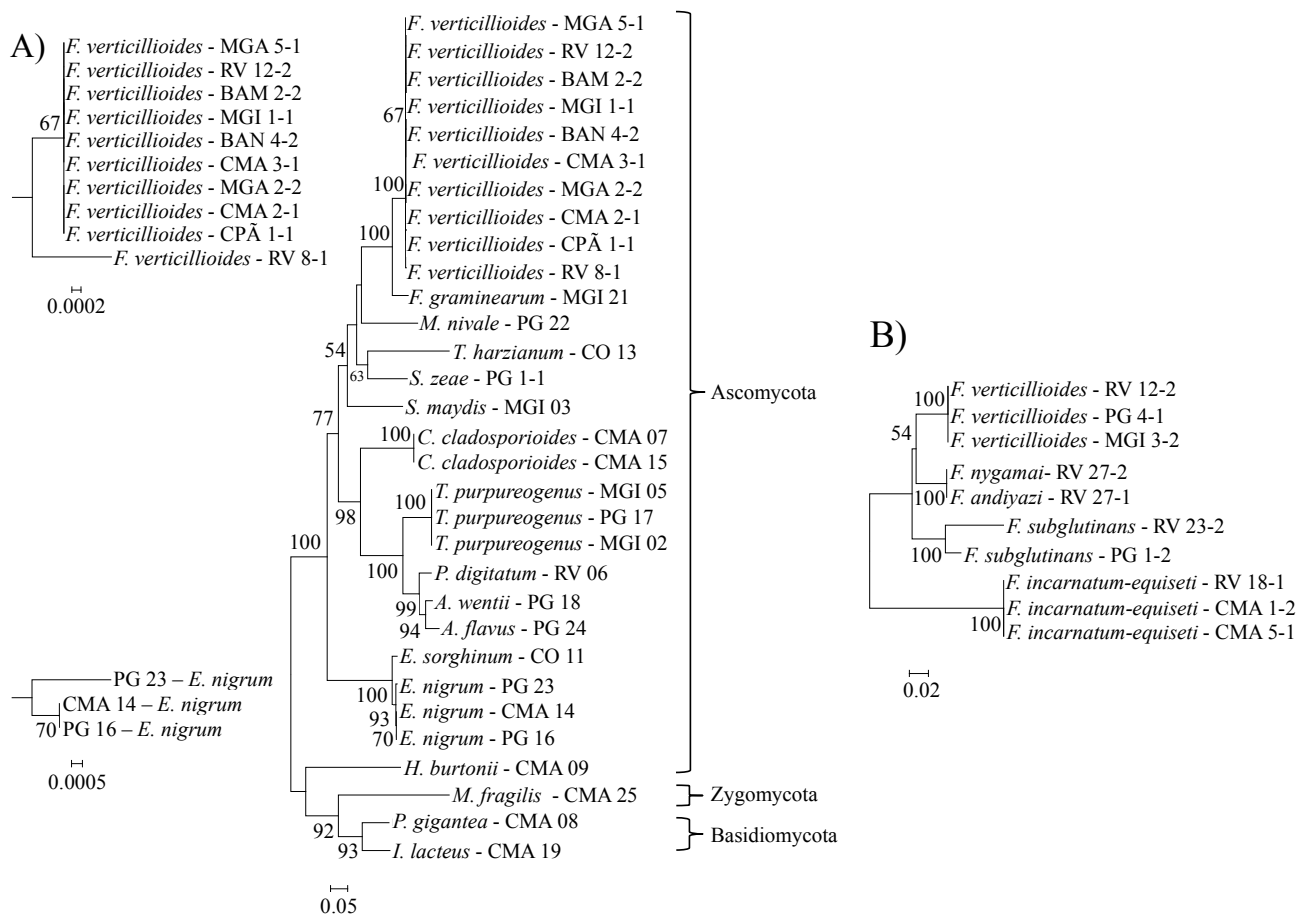 A)
F. verticillioides - MGA 5-1
F. verticillioides - RV 12-2
F. verticillioides - BAM 2-2
F. verticillioides - MGI 1-1
F. verticillioides - BAN 4-2
F. verticillioides - CMA 3-1
F. verticillioides - MGA 2-2
F. verticillioides - CMA 2-1
F. verticillioides - CPÃ 1-1
F. verticillioides - RV 8-1
67
0.0002
PG 23 – E. nigrum
CMA 14 – E. nigrum
PG 16 – E. nigrum
70
0.0005
F. verticillioides - MGA 5-1
F. verticillioides - RV 12-2
F. verticillioides - BAM 2-2
F. verticillioides - MGI 1-1
F. verticillioides - BAN 4-2
F. verticillioides - CMA 3-1
F. verticillioides - MGA 2-2
F. verticillioides - CMA 2-1
F. verticillioides - CPÃ 1-1
F. verticillioides - RV 8-1
F. graminearum - MGI 21
M. nivale - PG 22
T. harzianum - CO 13
S. zeae - PG 1-1
S. maydis - MGI 03
C. cladosporioides - CMA 07
C. cladosporioides - CMA 15
T. purpureogenus - MGI 05
T. purpureogenus - PG 17
T. purpureogenus - MGI 02
P. digitatum - RV 06
A. wentii - PG 18
A. flavus - PG 24
E. sorghinum - CO 11
E. nigrum - PG 23
E. nigrum - CMA 14
E. nigrum - PG 16
H. burtonii - CMA 09
M. fragilis - CMA 25
P. gigantea - CMA 08
I. lacteus - CMA 19
67
100
100
54
63
77
100
98
100
100
100
99
94
100
93
70
92
93
0.05
Ascomycota
Zygomycota
Basidiomycota
B)
F. verticillioides - RV 12-2
F. verticillioides - PG 4-1
F. verticillioides - MGI 3-2
F. nygamai- RV 27-2
F. andiyazi - RV 27-1
F. subglutinans - RV 23-2
F. subglutinans - PG 1-2
F. incarnatum-equiseti - RV 18-1
F. incarnatum-equiseti - CMA 1-2
F. incarnatum-equiseti - CMA 5-1
100
54
100
100
100
0.02